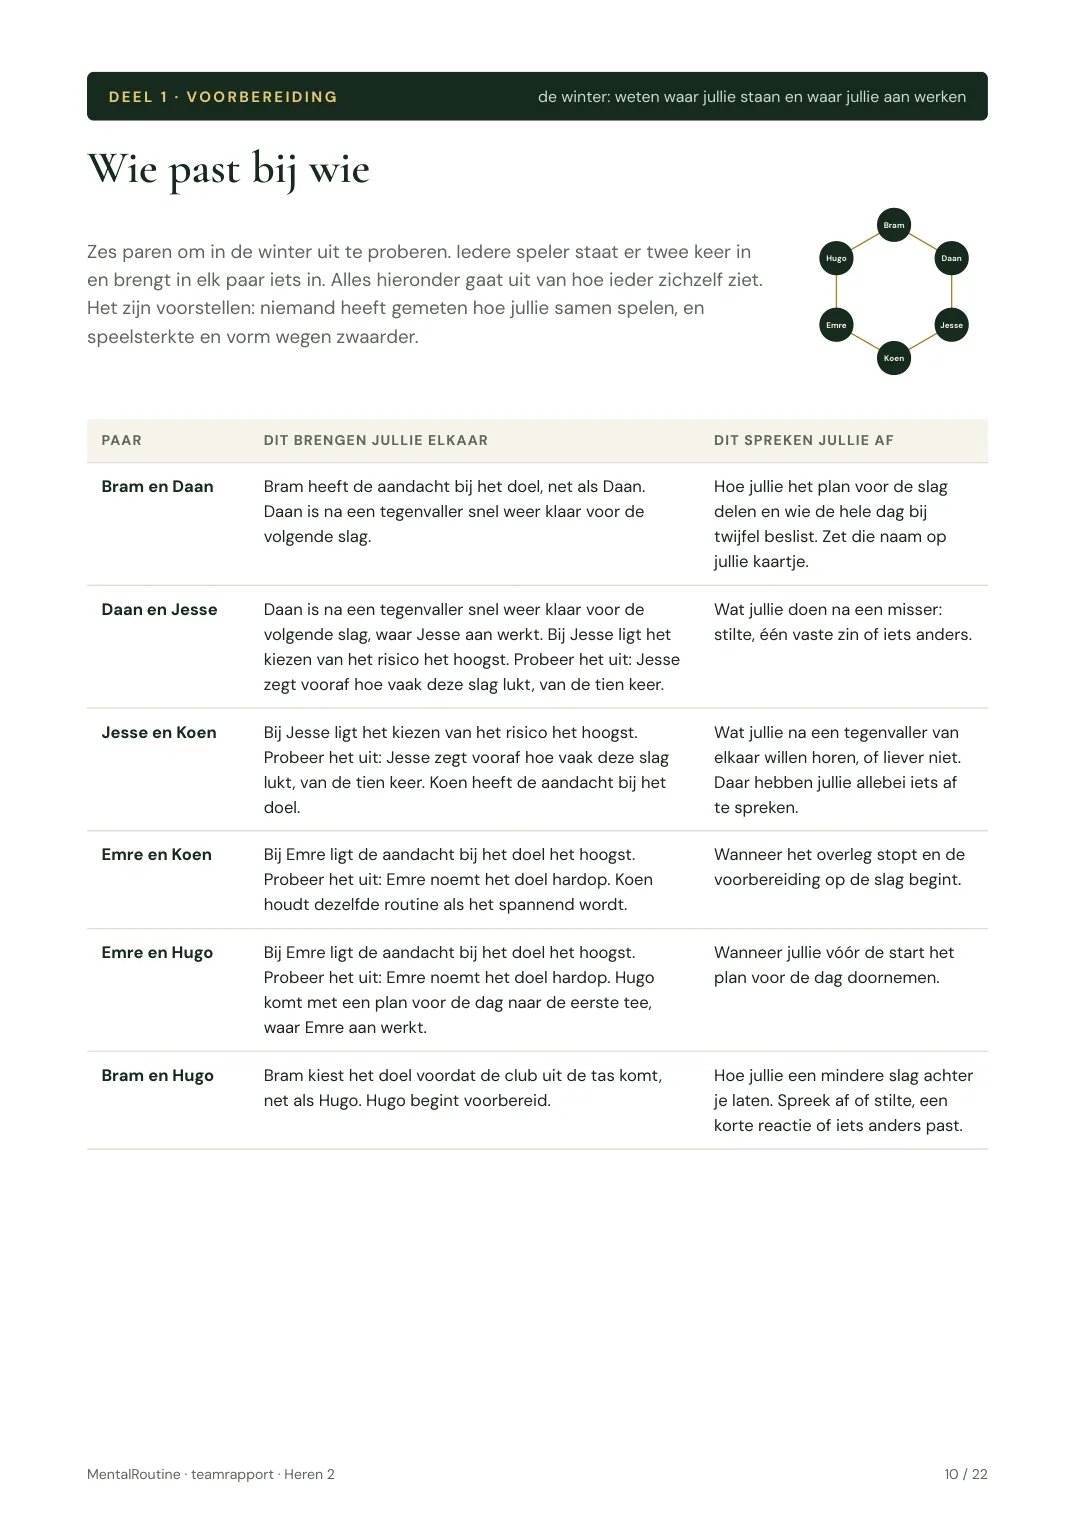 DEEL 1 · VOORBEREIDING
de winter: weten waar jullie staan en waar jullie aan werken
Wie past bij wie
Zes paren om in de winter uit te proberen. Iedere speler staat er twee keer in
en brengt in elk paar iets in. Alles hieronder gaat uit van hoe ieder zichzelf ziet.
Het zijn voorstellen: niemand heeft gemeten hoe jullie samen spelen, en
speelsterkte en vorm wegen zwaarder.
Bram
Hugo
Daan
Emre
Jesse
Koen
PAAR
DIT BRENGEN JULLIE ELKAAR
DIT SPREKEN JULLIE AF
Bram en Daan
Bram heeft de aandacht bij het doel, net als Daan.
Daan is na een tegenvaller snel weer klaar voor de
volgende slag.
Hoe jullie het plan voor de slag
delen en wie de hele dag bij
twijfel beslist. Zet die naam op
jullie kaartje.
Daan en Jesse
Daan is na een tegenvaller snel weer klaar voor de
volgende slag, waar Jesse aan werkt. Bij Jesse ligt het
kiezen van het risico het hoogst. Probeer het uit: Jesse
zegt vooraf hoe vaak deze slag lukt, van de tien keer.
Wat jullie doen na een misser:
stilte, één vaste zin of iets anders.
Jesse en Koen
Bij Jesse ligt het kiezen van het risico het hoogst.
Probeer het uit: Jesse zegt vooraf hoe vaak deze slag
lukt, van de tien keer. Koen heeft de aandacht bij het
doel.
Wat jullie na een tegenvaller van
elkaar willen horen, of liever niet.
Daar hebben jullie allebei iets af
te spreken.
Emre en Koen
Bij Emre ligt de aandacht bij het doel het hoogst.
Probeer het uit: Emre noemt het doel hardop. Koen
houdt dezelfde routine als het spannend wordt.
Wanneer het overleg stopt en de
voorbereiding op de slag begint.
Emre en Hugo
Bij Emre ligt de aandacht bij het doel het hoogst.
Probeer het uit: Emre noemt het doel hardop. Hugo
komt met een plan voor de dag naar de eerste tee,
waar Emre aan werkt.
Wanneer jullie vóór de start het
plan voor de dag doornemen.
Bram en Hugo
Bram kiest het doel voordat de club uit de tas komt,
net als Hugo. Hugo begint voorbereid.
Hoe jullie een mindere slag achter
je laten. Spreek af of stilte, een
korte reactie of iets anders past.
MentalRoutine · teamrapport · Heren 2
10 / 22